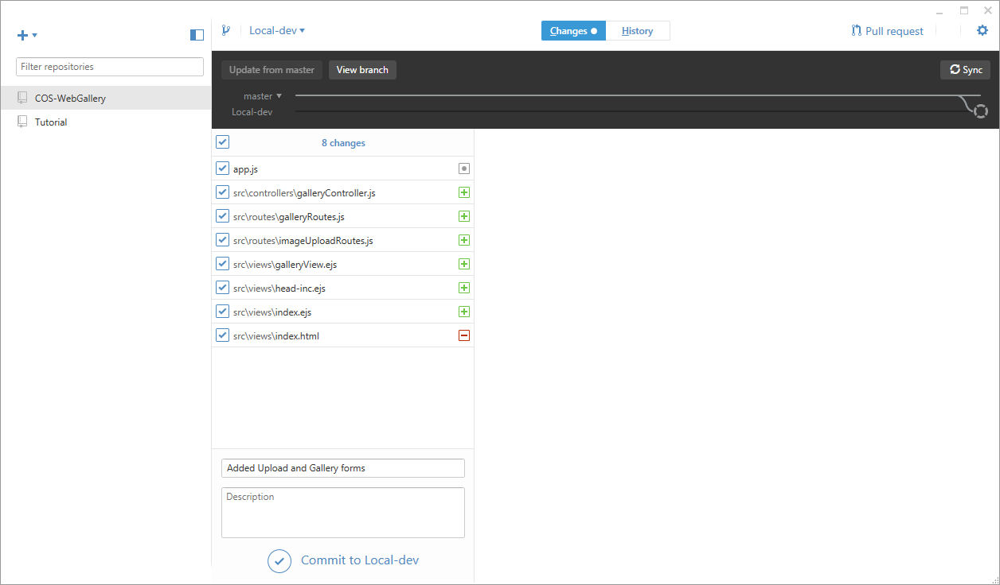 Local-dev
Changes
History
Pull request
Filter repositories
COS-WebGallery
Tutorial
Update from master
View branch
Sync
master
Local-dev
8 changes
app.js
src\controllers\galleryController.js
src\routes\galleryRoutes.js
src\routes\imageUploadRoutes.js
src\views\galleryView.ejs
src\views\head-inc.ejs
src\views\index.ejs
src\views\index.html
Added Upload and Gallery forms
Description
Commit to Local-dev